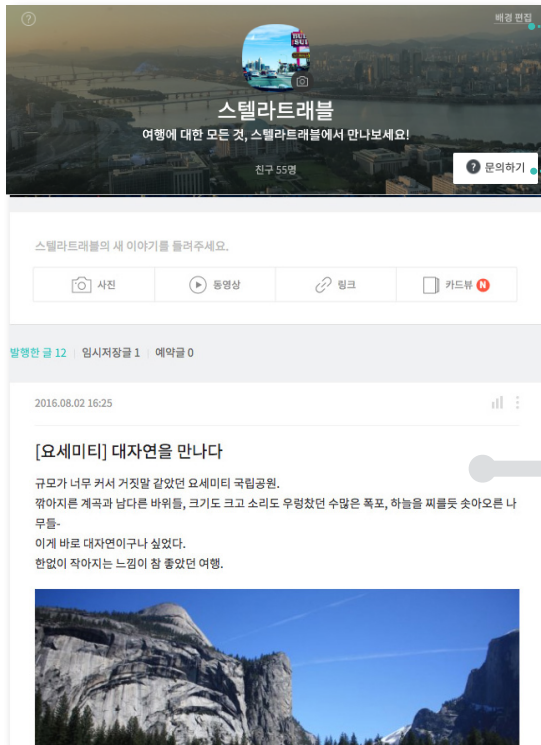 배경 편집
스텔라트래블
여행에 대한 모든 것, 스텔라트래블에서 만나보세요!
친구 55명
? 문의하기
스텔라트래블의 새 이야기를 들려주세요.
사진 동영상 링크 카드뷰 N
발행한 글 12 임시저장글 1 예약글 0
2016.08.02 16:25
[요세미티] 대자연을 만나다
규모가 너무 커서 거짓말 같았던 요세미티 국립공원.
깎아지른 계곡과 남다른 바위들, 크기도 크고 소리도 우렁찼던 수많은 폭포, 하늘을 찌를듯 솟아오른 나
무들-
이게 바로 대자연이구나 싶었다.
한없이 작아지는 느낌이 참 좋았던 여행.